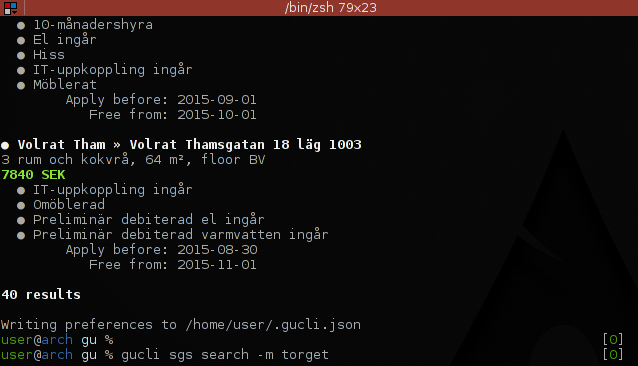 /bin/zsh 79x23
● 10-månadershyra
● El ingår
● Hiss
● IT-uppkoppling ingår
● Möblerat
Apply before: 2015-09-01
Free from: 2015-10-01
● Volrat Tham » Volrat Thamsgatan 18 läg 1003
3 rum och kokvrå, 64 m², floor BV
7840 SEK
● IT-uppkoppling ingår
● Omöblerad
● Preliminär debiterad el ingår
● Preliminär debiterad varmvatten ingår
Apply before: 2015-08-30
Free from: 2015-11-01
40 results
Writing preferences to /home/user/.gucli.json
user@arch gu % [0]
user@arch gu % gucli sgs search -m torget [0]